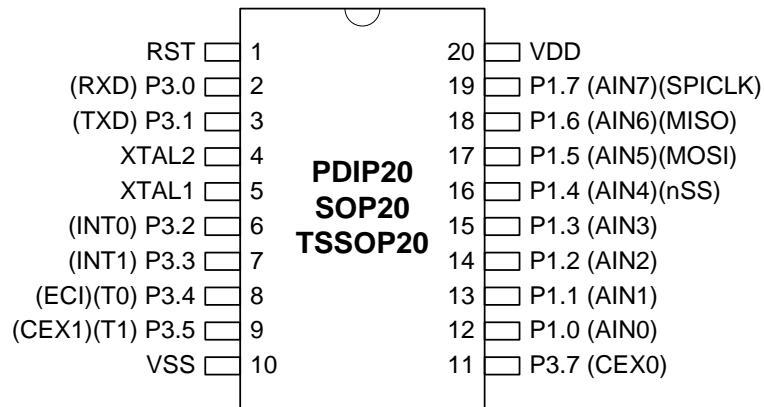 RST 1 20 VDD
(RXD) P3.0 2 19 P1.7 (AIN7)(SPICLK)
(TXD) P3.1 3 18 P1.6 (AIN6)(MISO)
XTAL2 4 17 P1.5 (AIN5)(MOSI)
XTAL1 5 16 P1.4 (AIN4)(nSS)
(INT0) P3.2 6 15 P1.3 (AIN3)
(INT1) P3.3 7 14 P1.2 (AIN2)
(ECI)(T0) P3.4 8 13 P1.1 (AIN1)
(CEX1)(T1) P3.5 9 12 P1.0 (AIN0)
VSS 10 11 P3.7 (CEX0)
PDIP20
SOP20
TSSOP20